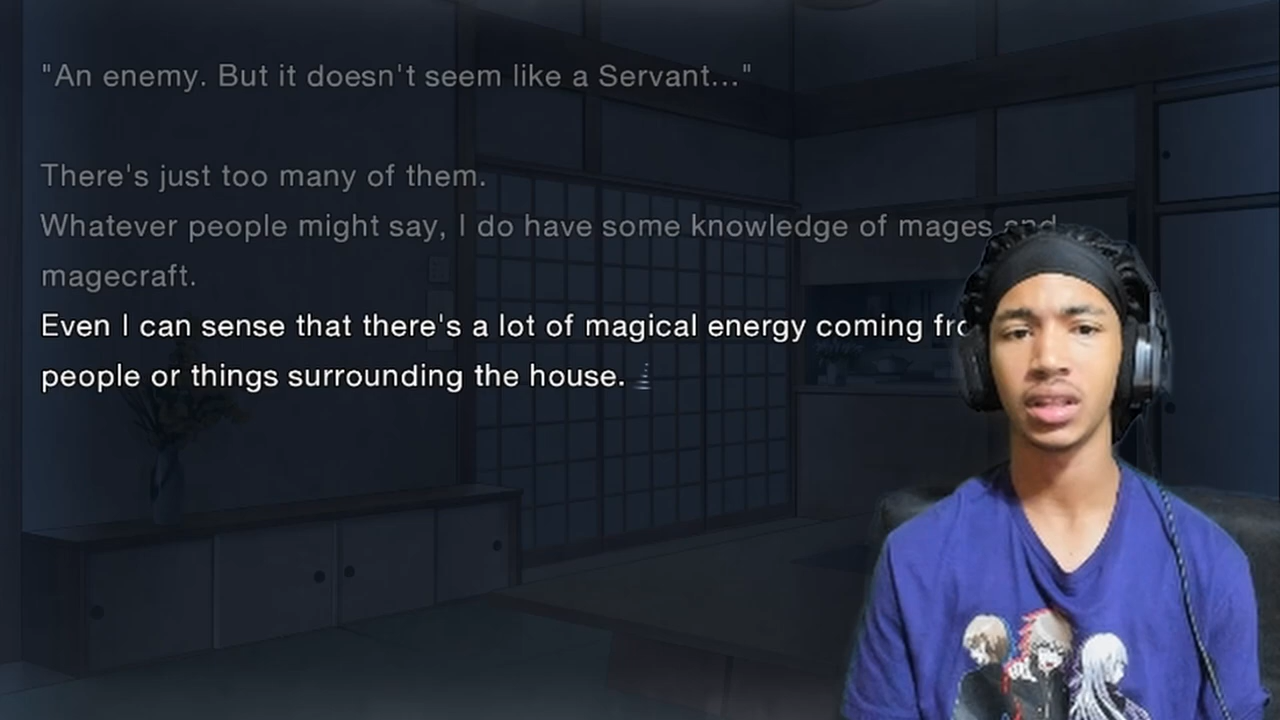 "An enemy. But it doesn't seem like a Servant..."
There's just too many of them.
Whatever people might say, I do have some knowledge of mages and
magecraft.
Even I can sense that there's a lot of magical energy coming
people or things surrounding the house.